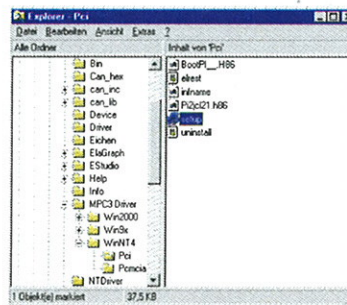 Explorer - Pci
Datei Bearbeiten Ansicht Extras ?
Alle Ordner
Inhalt von 'Pci'
Bin
Can_hex
can_inc
can_lib
Device
Driver
Eichen
ElaGraph
EStudio
Help
Info
MPC3 Driver
Win2000
Win9x
WinNT4
Pci
Pcmcia
NTDriver
BootPI__.H86
elrest
infname
Pi2jcl21.h86
setup
uninstall
1 Objekt(e) markiert
37,5 KB